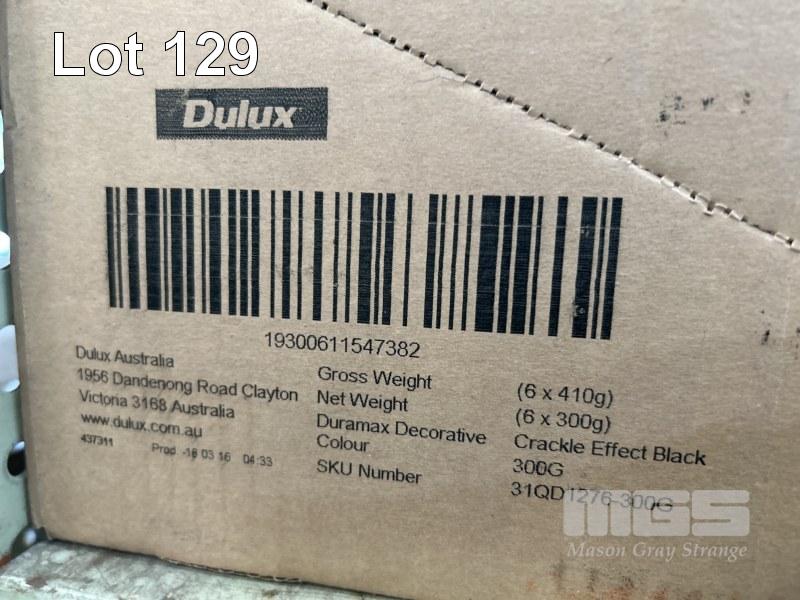 Lot 129
Dulux
19300611547382
Dulux Australia
1956 Dandenong Road Clayton
Victoria 3168 Australia
www.dulux.com.au
437311
Prod -16 03 16 04:33
Gross Weight (6 x 410g)
Net Weight (6 x 300g)
Duramax Decorative Crackle Effect Black
Colour 300G
SKU Number 31QD1276-300G
MGS
Mason Gray Strange